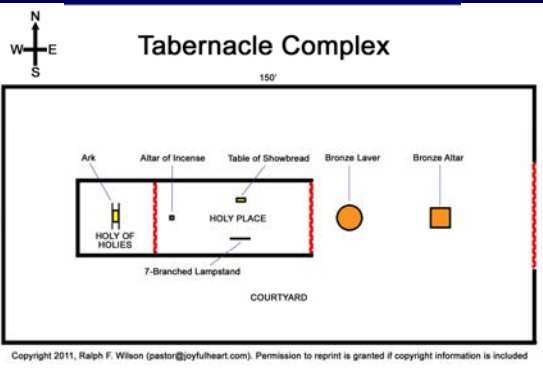 N
W E
S
Tabernacle Complex
150'
Ark Altar of Incense Table of Showbread Bronze Laver Bronze Altar
HOLY PLACE
HOLY OF
HOLIES
7-Branched Lampstand
COURTYARD
Copyright 2011, Ralph F. Wilson (pastor@joyfulheart.com). Permission to reprint is granted if copyright information is included